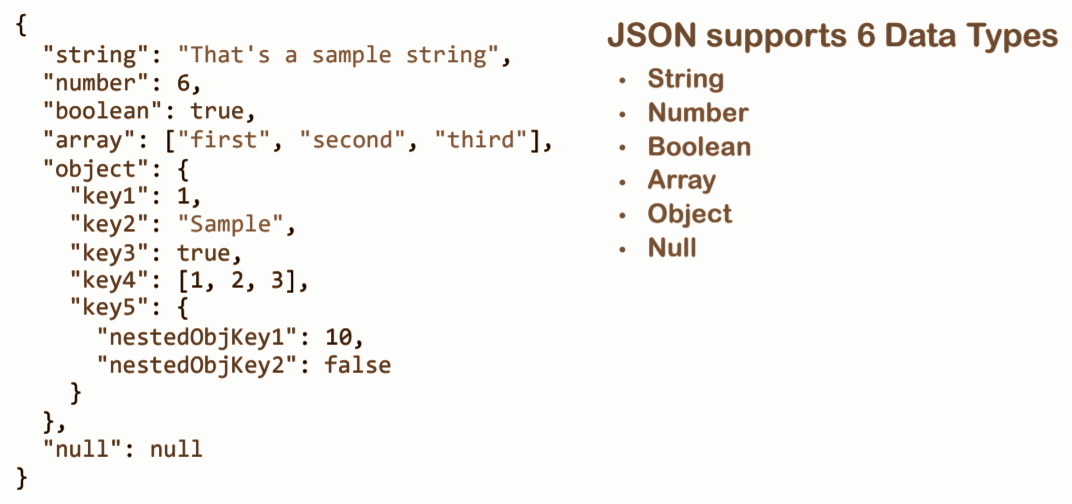 {
  "string": "That's a sample string",
  "number": 6,
  "boolean": true,
  "array": ["first", "second", "third"],
  "object": {
    "key1": 1,
    "key2": "Sample",
    "key3": true,
    "key4": [1, 2, 3],
    "key5": {
      "nestedObjKey1": 10,
      "nestedObjKey2": false
    }
  },
  "null": null
}
JSON supports 6 Data Types
• String
• Number
• Boolean
• Array
• Object
• Null